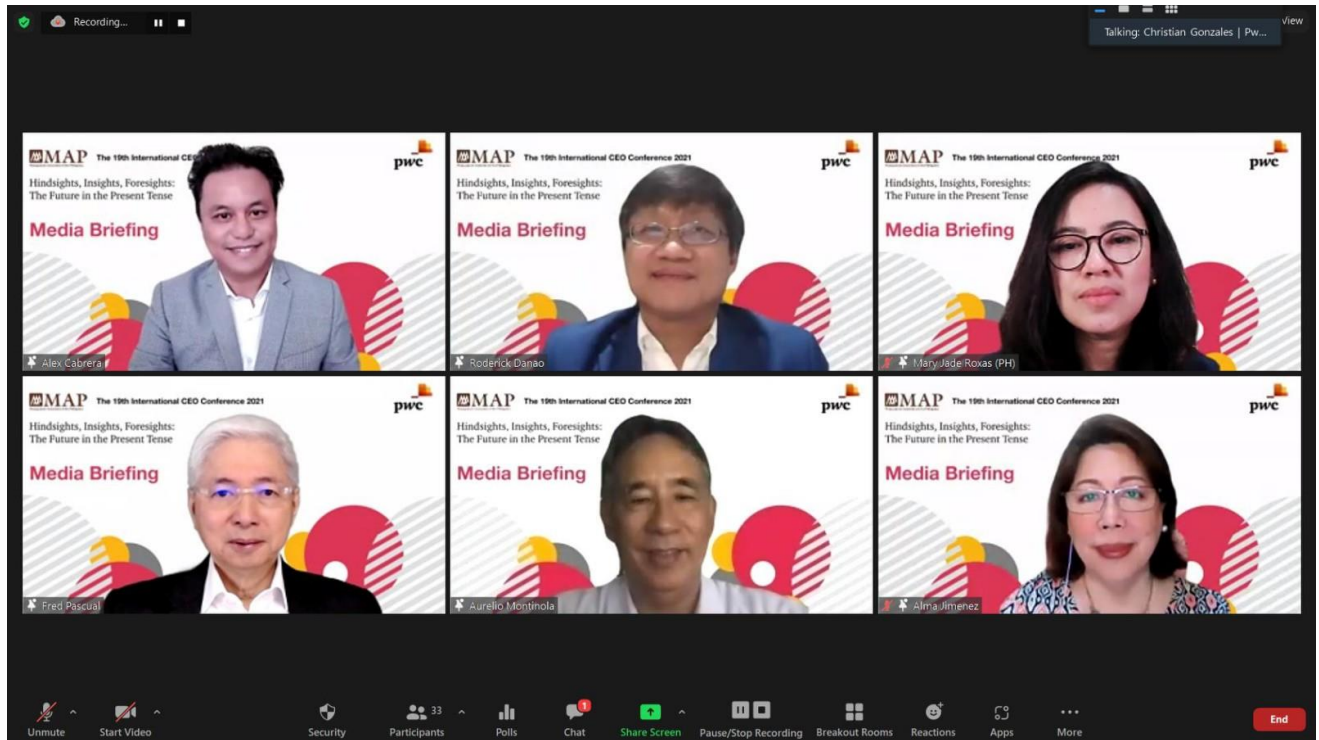 Recording...
View
Talking: Christian Gonzales | Pw...
MAP The 19th International CE
pwc
Hindsights, Insights, Foresights:
The Future in the Present Tense
Media Briefing
Alex Cabrera
MAP The 19th International CEO Conference 2021
pwc
Hindsights, Insights, Foresights:
The Future in the Present Tense
Media Briefing
Roderick Danao
MAP The 19th International CEO Conference 2021
pwc
Hindsights, Insights, Foresights:
The Future in the Present Tense
Media Briefing
Mary Jade Roxas (PH)
MAP The 19th International CEO Conference 2021
pwc
Hindsights, Insights, Foresights:
The Future in the Present Tense
Media Briefing
Fred Pascual
MAP The 19th International CEO Conference 2021
pwc
Hindsights, Insights, Foresights:
The Future in the Present Tense
Media Briefing
Aurelio Montinola
MAP The 19th International CEO Conference 2021
pwc
Hindsights, Insights, Foresights:
The Future in the Present Tense
Media Briefing
Alma Jimenez
33
1
Unmute
Start Video
Security
Participants
Polls
Chat
Share Screen
Pause/Stop Recording
Breakout Rooms
Reactions
Apps
More
End